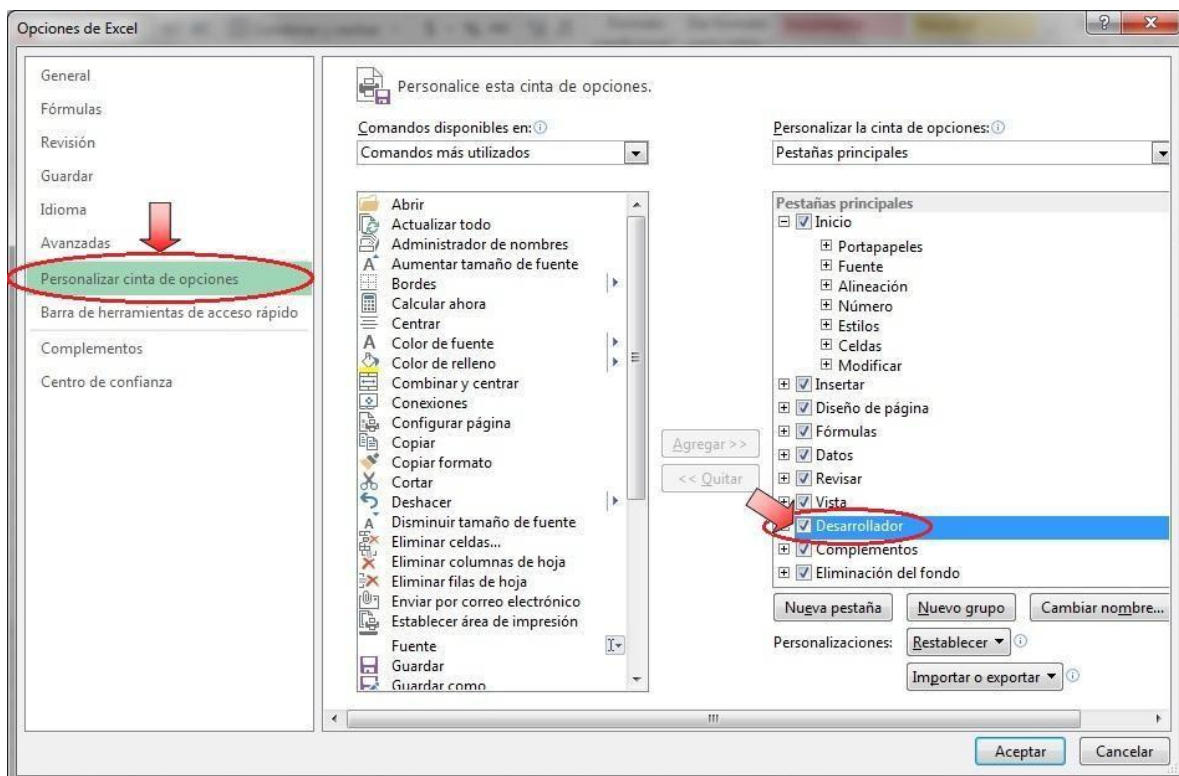 Opciones de Excel
General
Fórmulas
Revisión
Guardar
Idioma
Avanzadas
Personalizar cinta de opciones
Barra de herramientas de acceso rápido
Complementos
Centro de confianza
Personalice esta cinta de opciones.
Comandos disponibles en:
Comandos más utilizados
Abrir
Actualizar todo
Administrador de nombres
Aumentar tamaño de fuente
Bordes
Calcular ahora
Centrar
Color de fuente
Color de relleno
Combinar y centrar
Conexiones
Configurar página
Copiar
Copiar formato
Cortar
Deshacer
Disminuir tamaño de fuente
Eliminar celdas...
Eliminar columnas de hoja
Eliminar filas de hoja
Enviar por correo electrónico
Establecer área de impresión
Fuente
Guardar
Guardar como
Agregar >>
<< Quitar
Personalizar la cinta de opciones:
Pestañas principales
Pestañas principales
Inicio
Portapapeles
Fuente
Alineación
Número
Estilos
Celdas
Modificar
Insertar
Diseño de página
Fórmulas
Datos
Revisar
Vista
Desarrollador
Complementos
Eliminación del fondo
Nueva pestaña
Nuevo grupo
Cambiar nombre...
Personalizaciones:
Restablecer
Importar o exportar
Aceptar
Cancelar